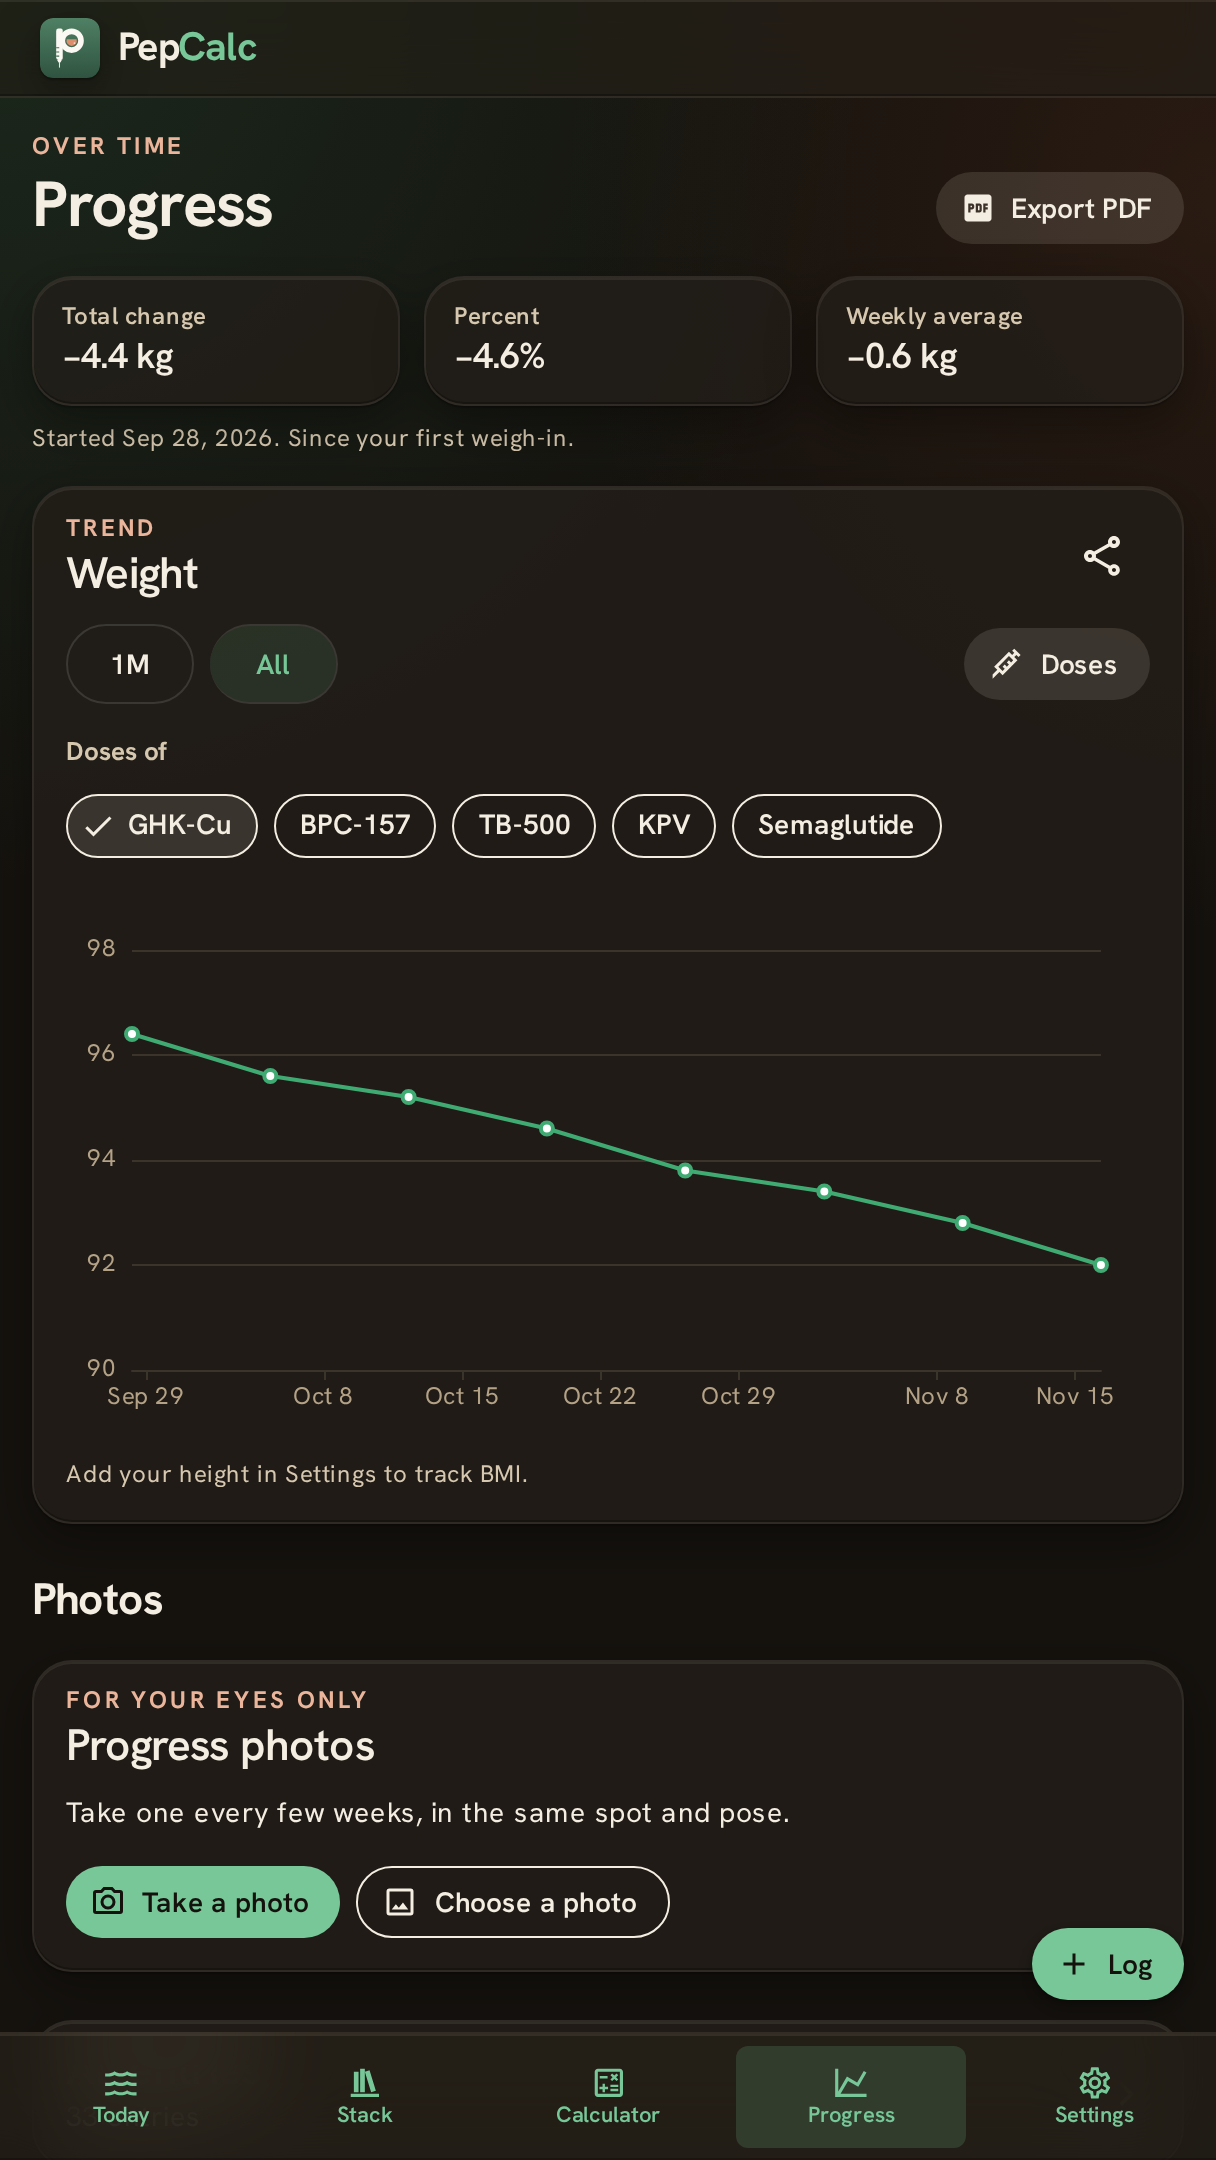 PepCalc
OVER TIME
Progress
Export PDF
Total change
−4.4 kg
Percent
−4.6%
Weekly average
−0.6 kg
Started Sep 28, 2026. Since your first weigh-in.
TREND
Weight
1M
All
Doses
Doses of
GHK-Cu
BPC-157
TB-500
KPV
Semaglutide
98
96
94
92
90
Sep 29
Oct 8
Oct 15
Oct 22
Oct 29
Nov 8
Nov 15
Add your height in Settings to track BMI.
Photos
FOR YOUR EYES ONLY
Progress photos
Take one every few weeks, in the same spot and pose.
Take a photo
Choose a photo
Log
Today
Stack
Calculator
Progress
Settings